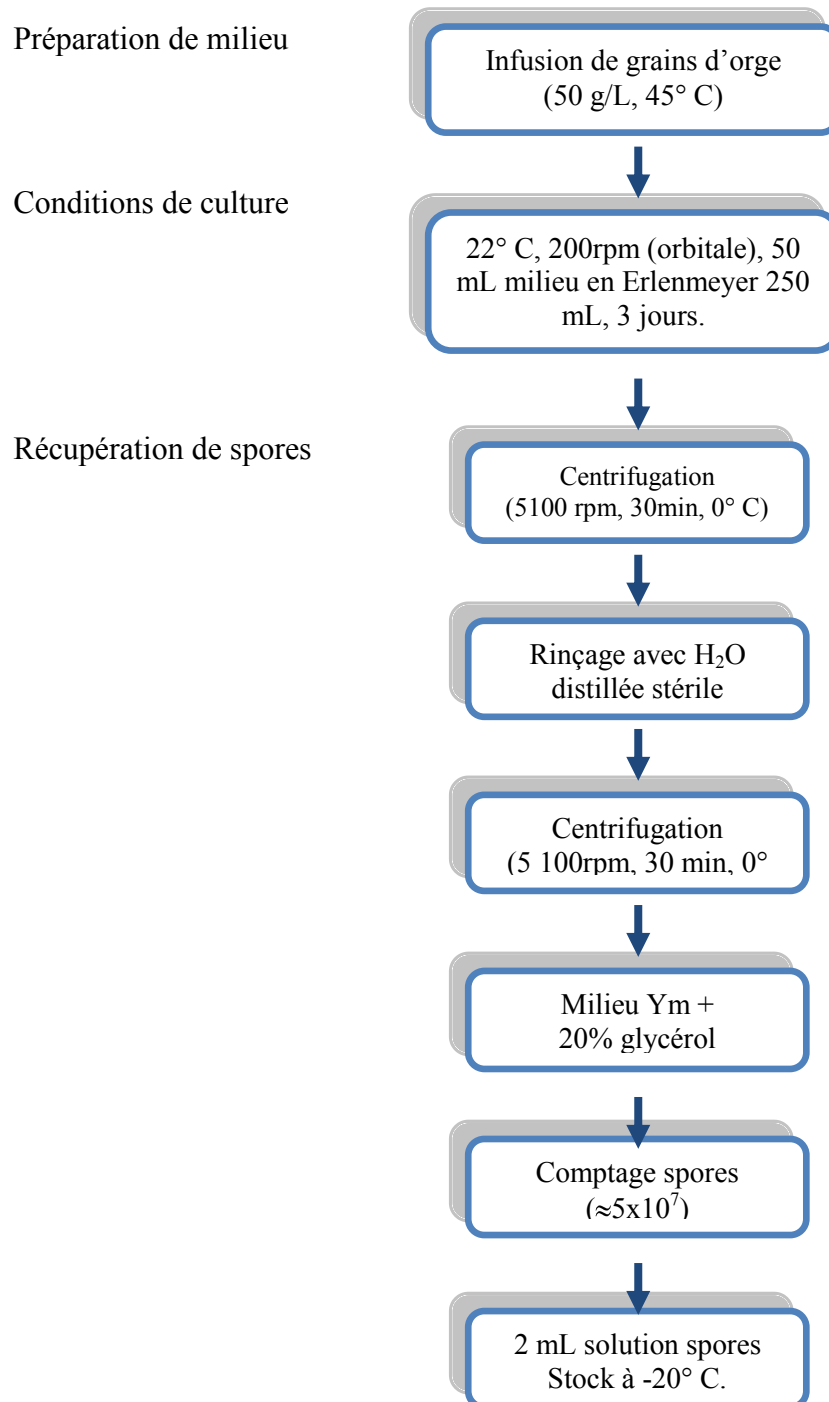 Préparation de milieu
Infusion de grains d’orge
(50 g/L, 45° C)
Conditions de culture
22° C, 200rpm (orbitale), 50
mL milieu en Erlenmeyer 250
mL, 3 jours.
Récupération de spores
Centrifugation
(5100 rpm, 30min, 0° C)
Rinçage avec H₂O
distillée stérile
Centrifugation
(5 100rpm, 30 min, 0°
Milieu Ym +
20% glycérol
Comptage spores
(≈5x10⁷)
2 mL solution spores
Stock à -20° C.